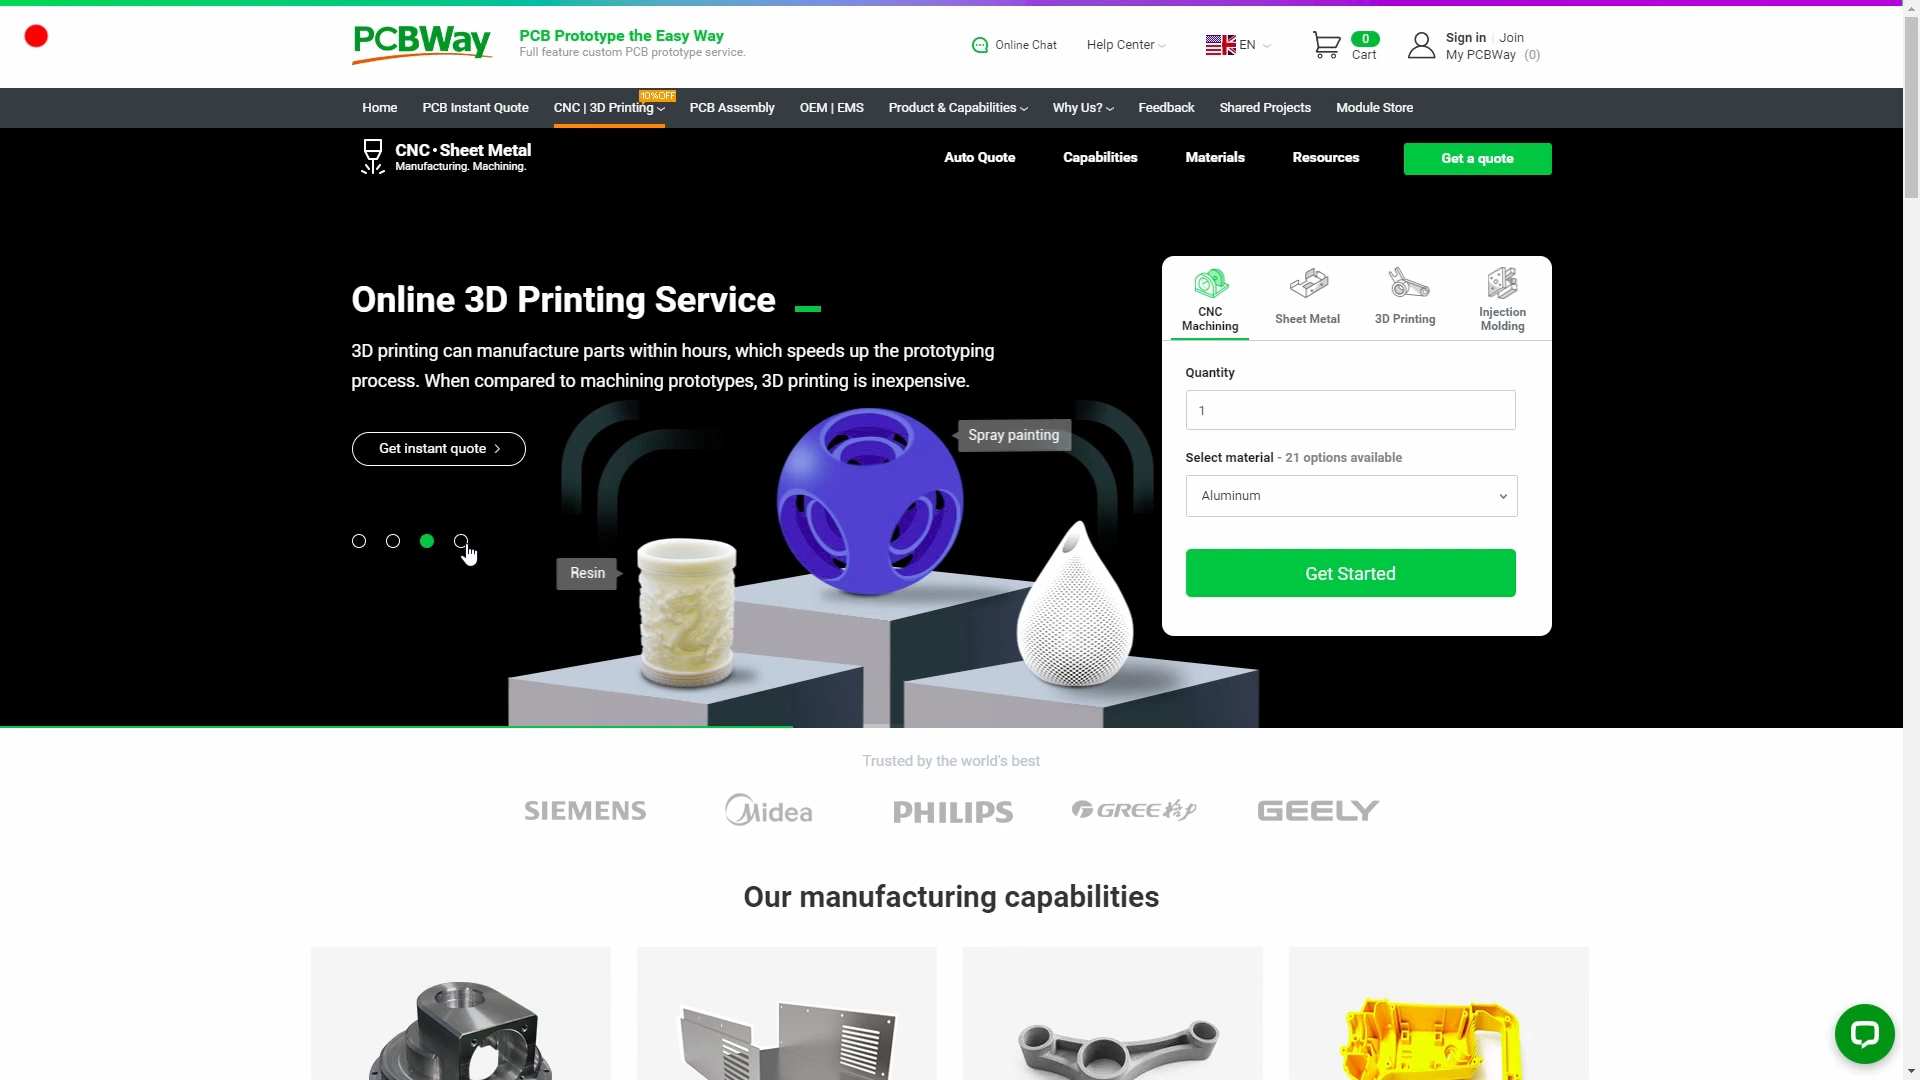 PCBWay
PCB Prototype the Easy Way
Full feature custom PCB prototype service.
Online Chat
Help Center
EN
0
Cart
Sign in
Join
My PCBWay (0)
Home
PCB Instant Quote
CNC | 3D Printing
10%OFF
PCB Assembly
OEM | EMS
Product & Capabilities
Why Us?
Feedback
Shared Projects
Module Store
CNC·Sheet Metal
Manufacturing. Machining.
Auto Quote
Capabilities
Materials
Resources
Get a quote
Online 3D Printing Service
3D printing can manufacture parts within hours, which speeds up the prototyping
process. When compared to machining prototypes, 3D printing is inexpensive.
Get instant quote
Spray painting
Resin
CNC
Machining
Sheet Metal
3D Printing
Injection
Molding
Quantity
1
Select material - 21 options available
Aluminum
Get Started
Trusted by the world's best
SIEMENS
Midea
PHILIPS
GREE格力
GEELY
Our manufacturing capabilities